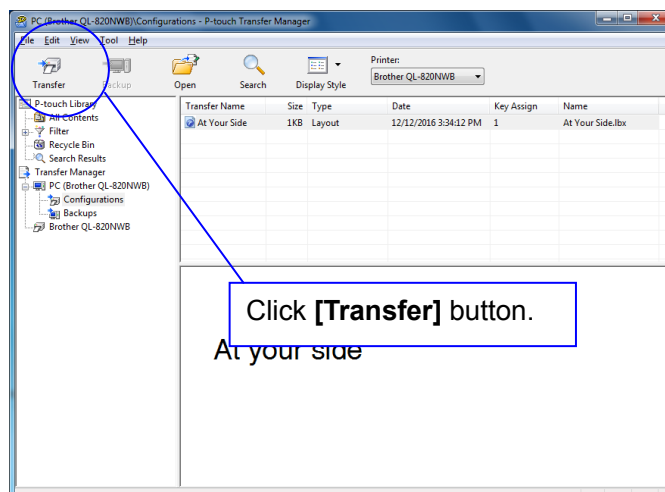 PC (Brother QL-820NWB)\Configurations - P-touch Transfer Manager
File Edit View Tool Help
Transfer
Backup
Open
Search
Display Style
Printer:
Brother QL-820NWB
P-touch Library
All Contents
Filter
Recycle Bin
Search Results
Transfer Manager
PC (Brother QL-820NWB)
Configurations
Backups
Brother QL-820NWB
Transfer Name Size Type Date Key Assign Name
At Your Side 1KB Layout 12/12/2016 3:34:12 PM 1 At Your Side.lbx
Click [Transfer] button.
At your side